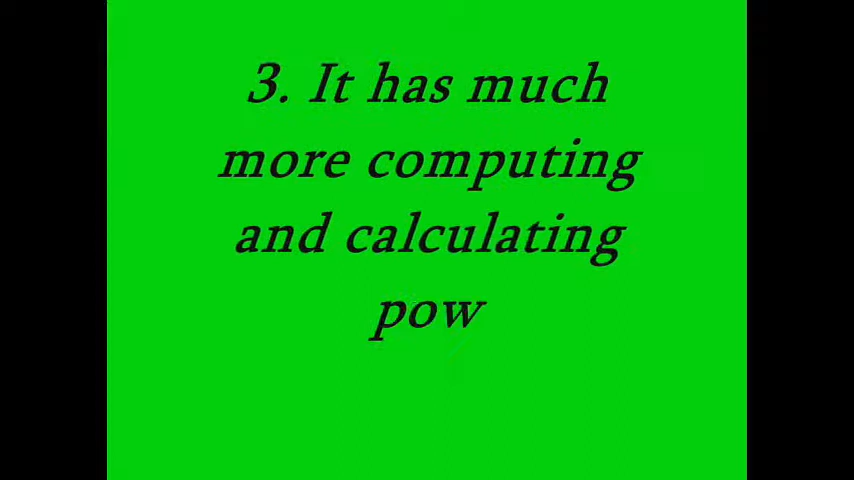 3. It has much
more computing
and calculating
pow